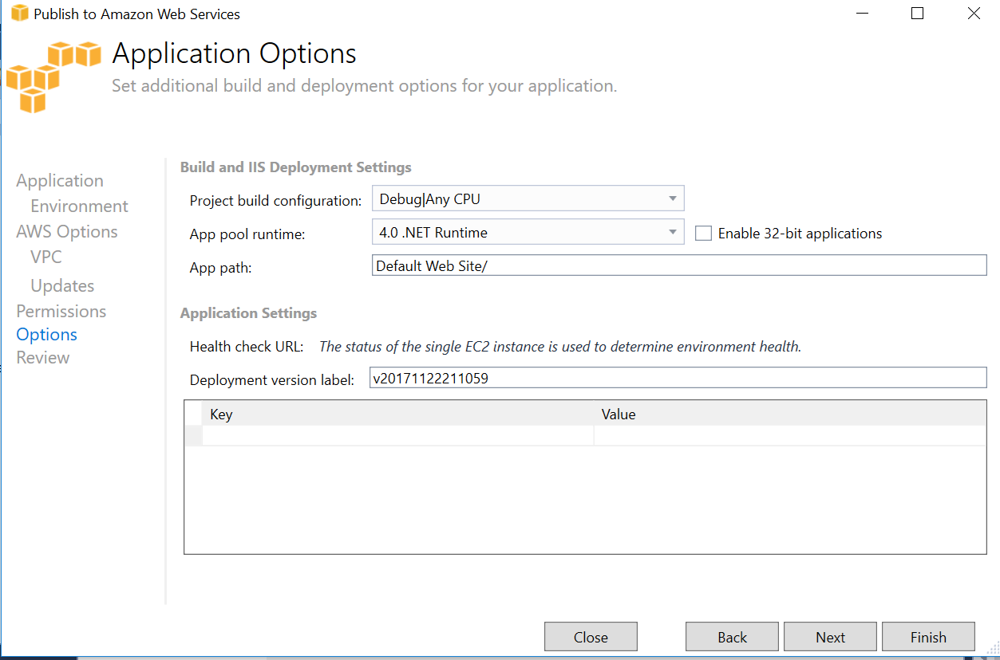 Publish to Amazon Web Services
Application Options
Set additional build and deployment options for your application.
Application
Environment
AWS Options
VPC
Updates
Permissions
Options
Review
Build and IIS Deployment Settings
Project build configuration: Debug|Any CPU
App pool runtime: 4.0 .NET Runtime Enable 32-bit applications
App path: Default Web Site/
Application Settings
Health check URL: The status of the single EC2 instance is used to determine environment health.
Deployment version label: v20171122211059
Key Value
Close Back Next Finish